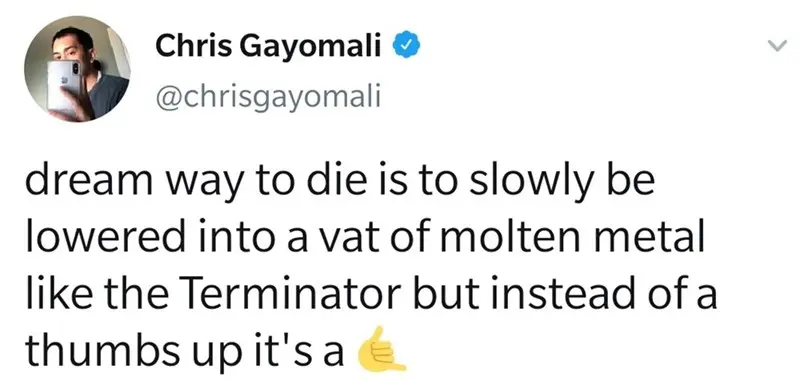 Chris Gayomali
@chrisgayomali
dream way to die is to slowly be
lowered into a vat of molten metal
like the Terminator but instead of a
thumbs up it's a 🤙